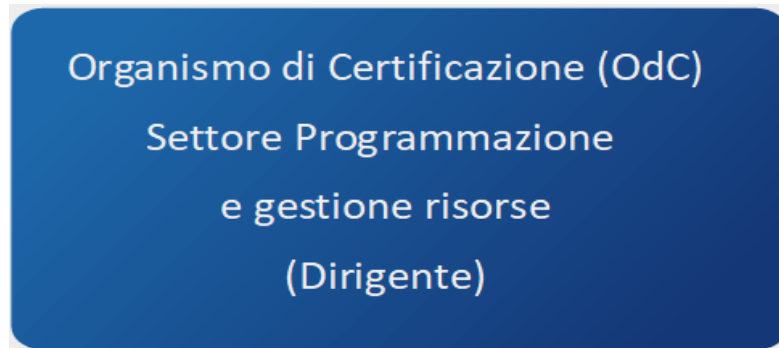 Organismo di Certificazione (OdC)
Settore Programmazione
e gestione risorse
(Dirigente)